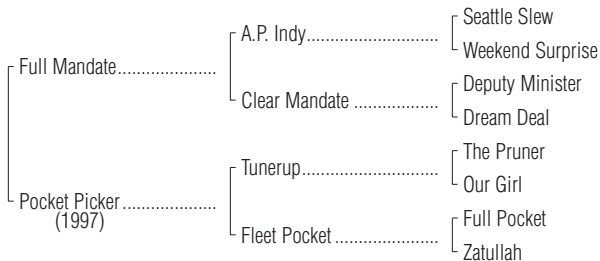 Seattle Slew
A.P. Indy........................
Weekend Surprise
Full Mandate..................
Deputy Minister
Clear Mandate ...............
Dream Deal
The Pruner
Tunerup.........................
Our Girl
Pocket Picker.................
(1997)
Full Pocket
Fleet Pocket...................
Zatullah